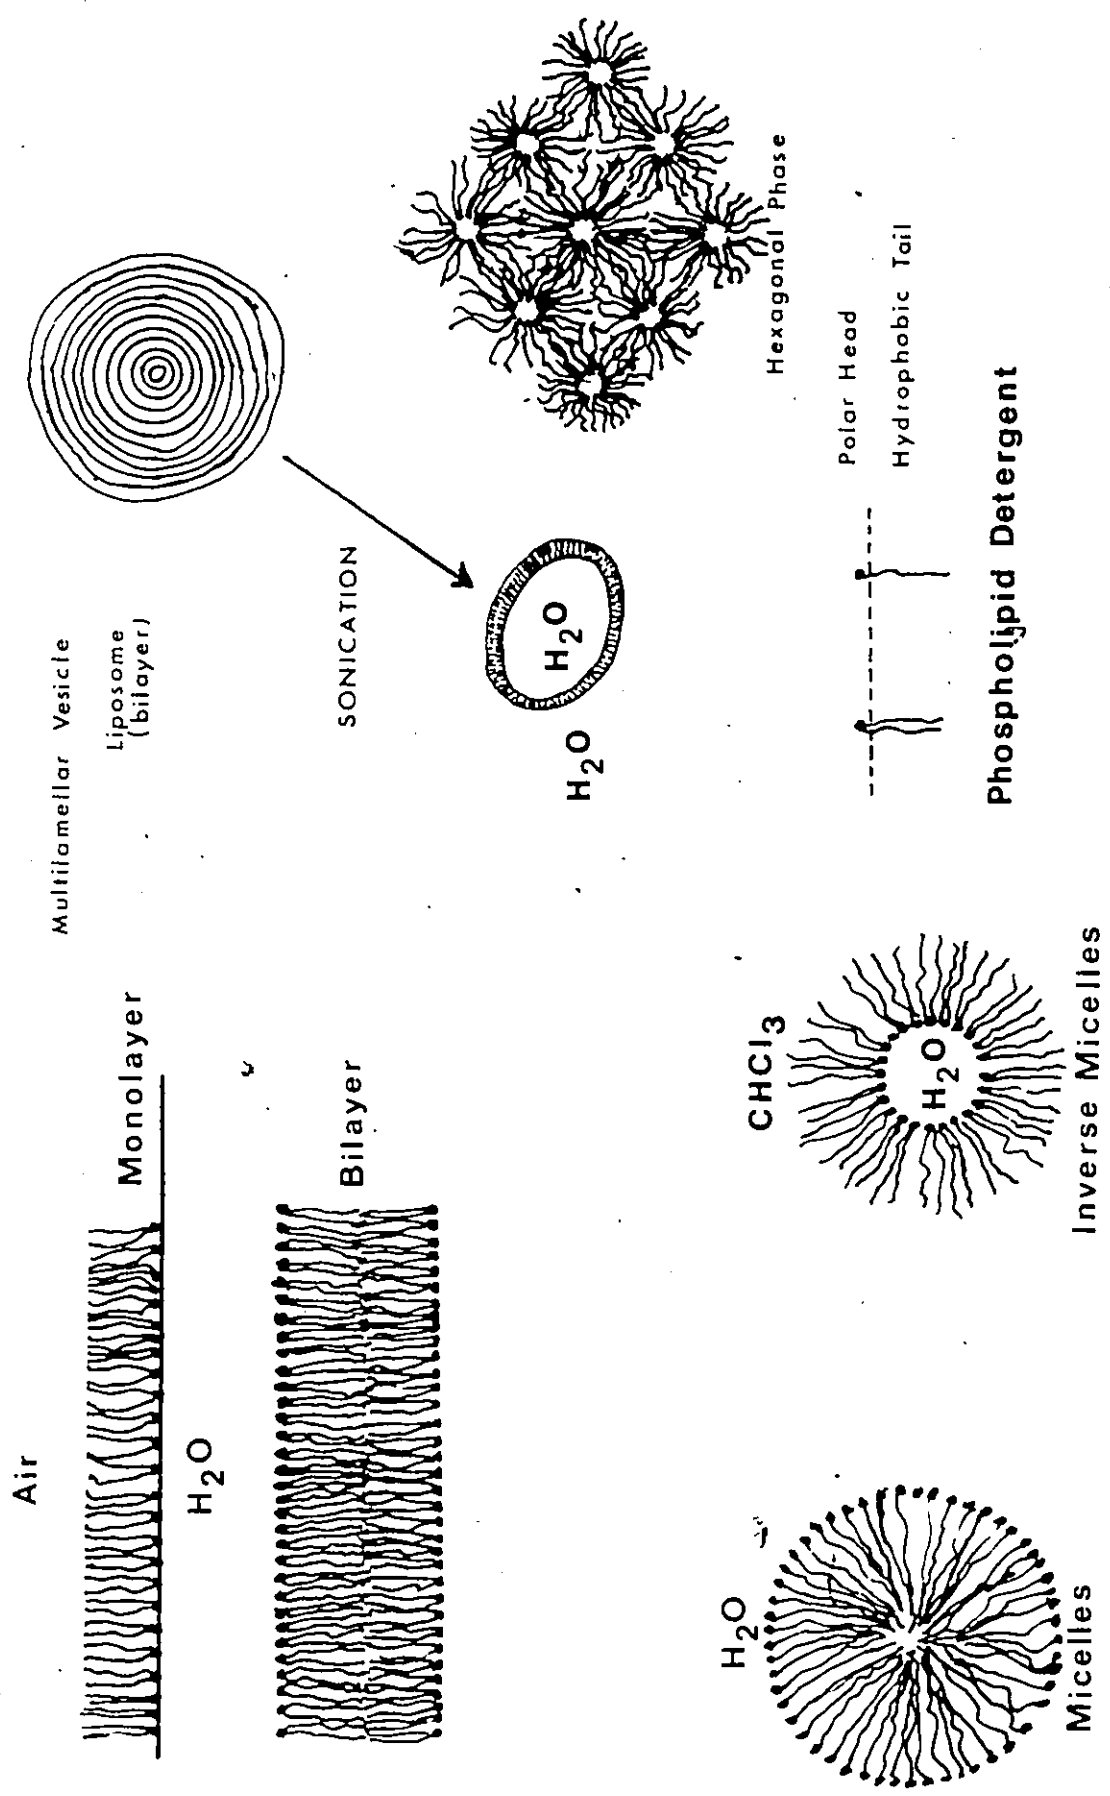 Air
Monolayer
H2O
Bilayer
Multilamellar Vesicle
Liposome
(bilayer)
SONICATION
H2O
H2O
Hexagonal Phase
H2O
Micelles
CHCl3
H2O
Inverse Micelles
Polar Head
Hydrophobic Tail
Phospholipid Detergent